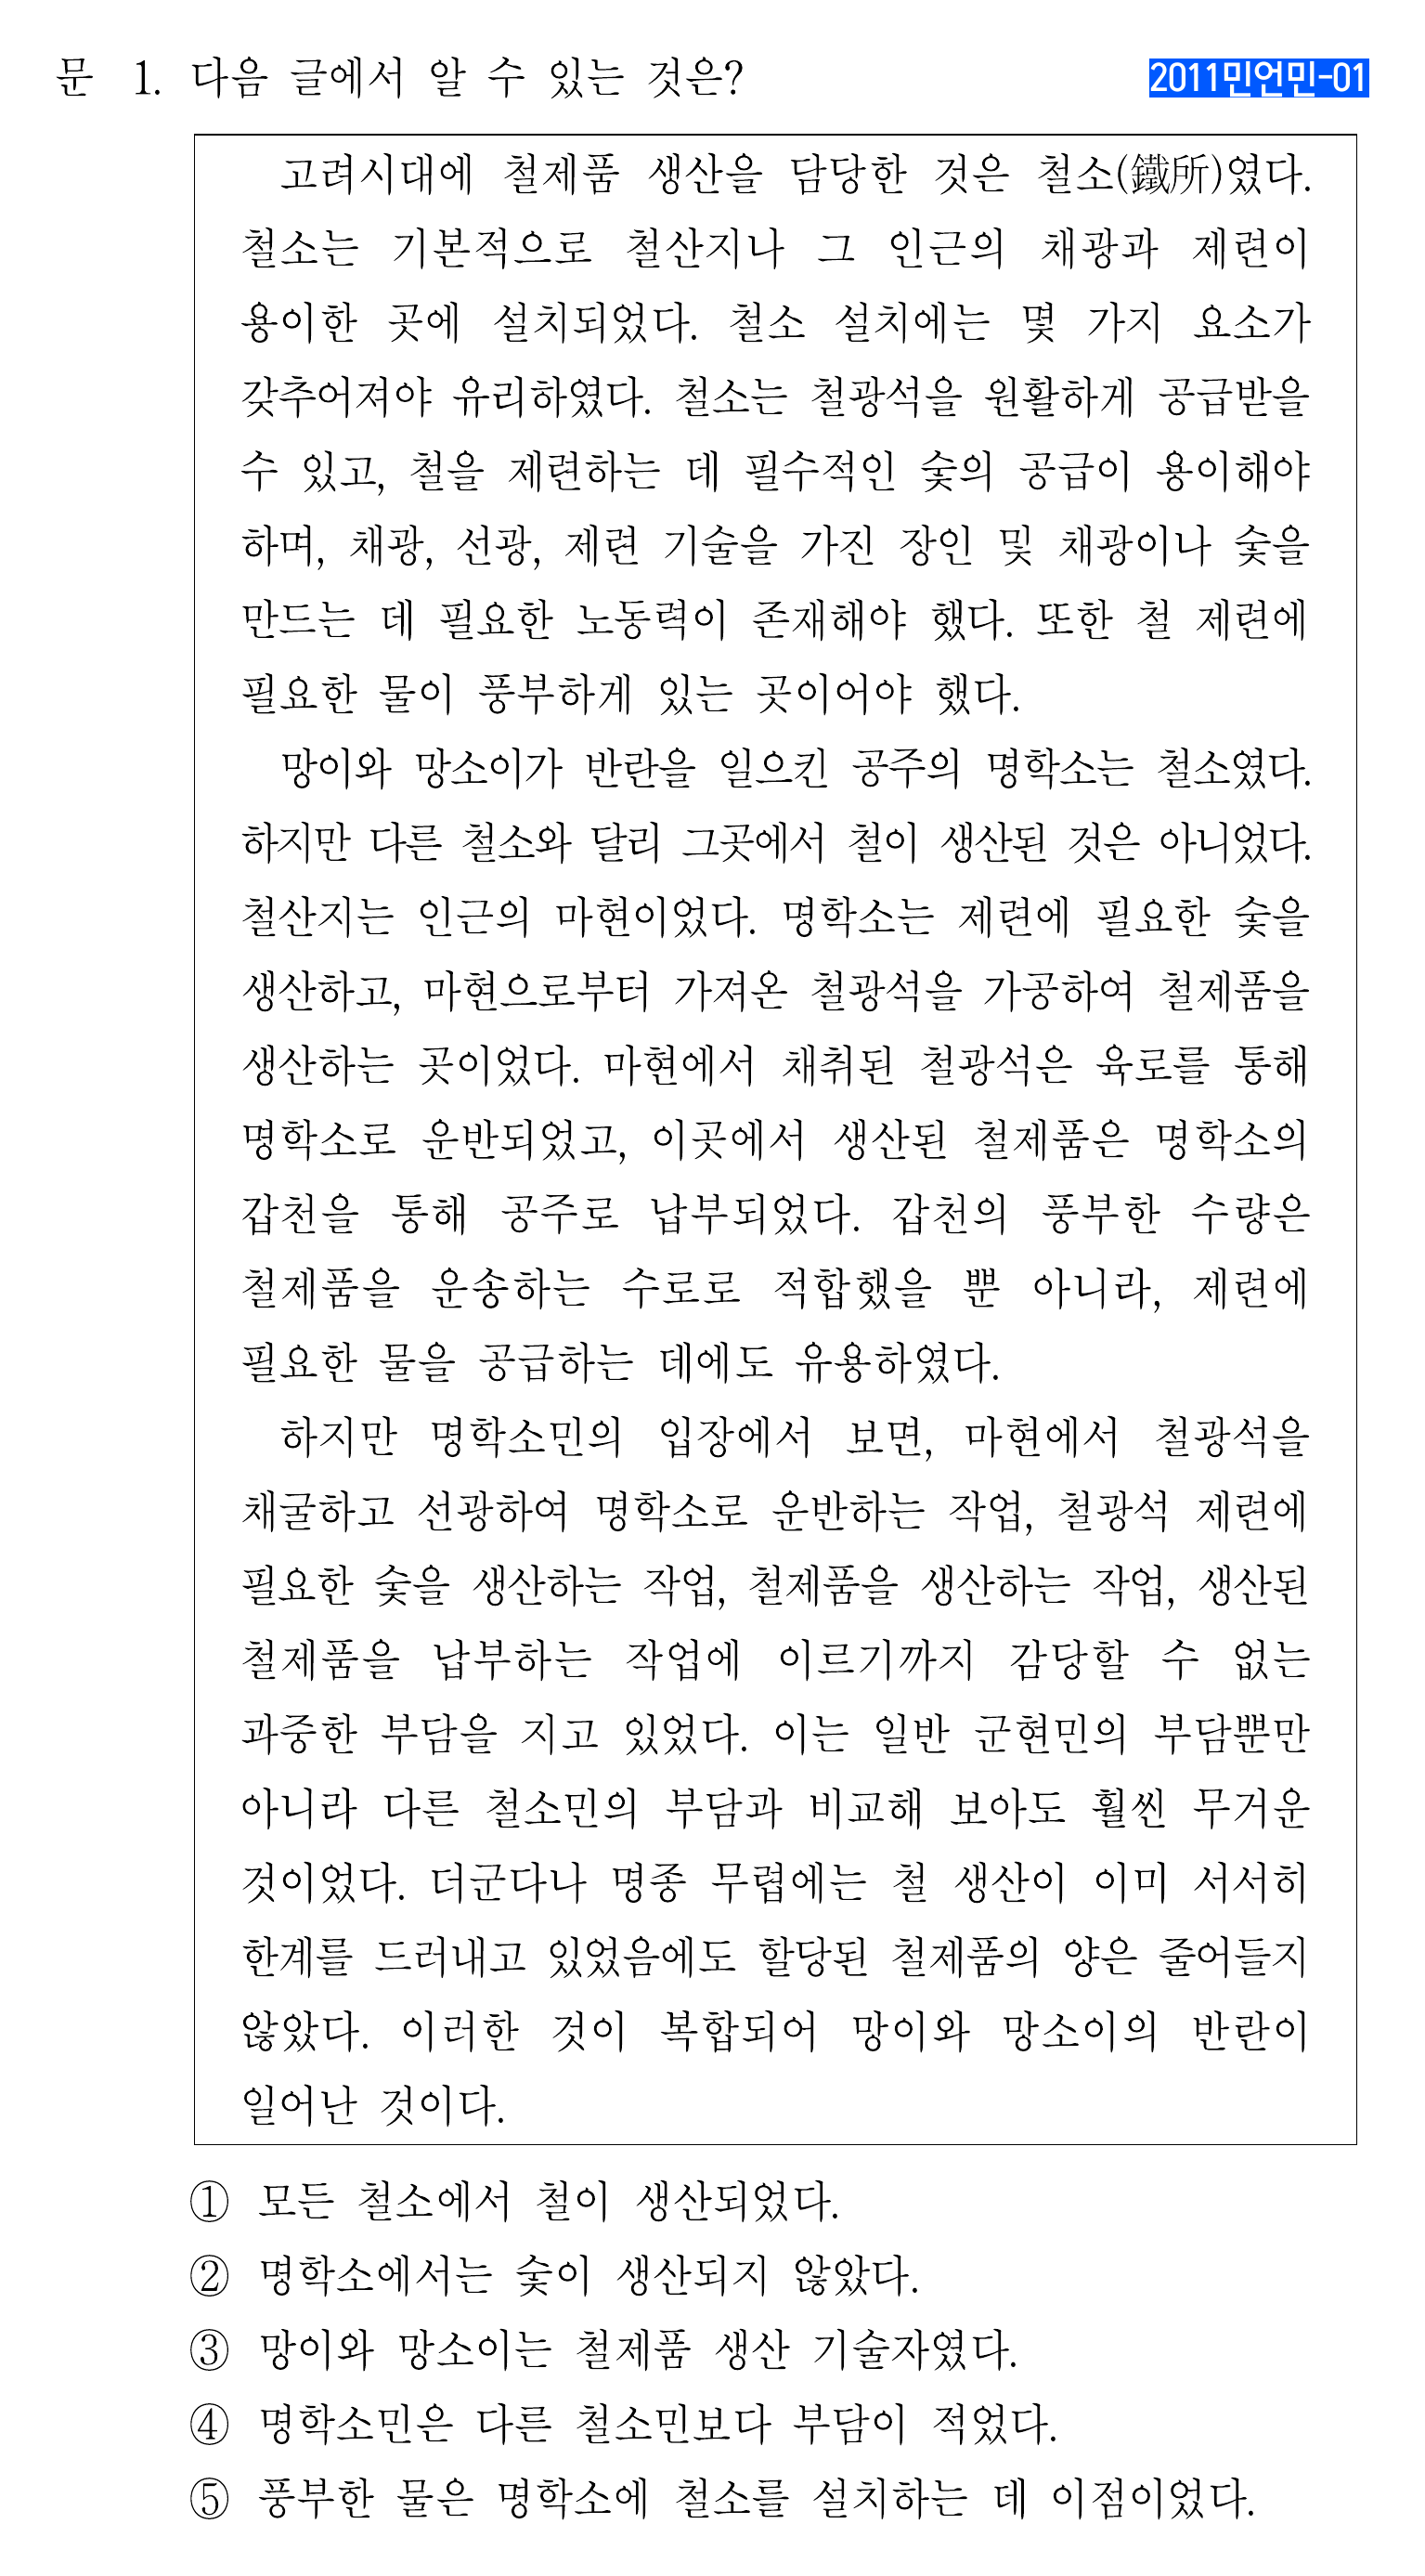 문 1. 다음 글에서 알 수 있는 것은?
2011민언민-01
고려시대에 철제품 생산을 담당한 것은 철소(鐵所)였다.
철소는 기본적으로 철산지나 그 인근의 채광과 제련이
용이한 곳에 설치되었다. 철소 설치에는 몇 가지 요소가
갖추어져야 유리하였다. 철소는 철광석을 원활하게 공급받을
수 있고, 철을 제련하는 데 필수적인 숯의 공급이 용이해야
하며, 채광, 선광, 제련 기술을 가진 장인 및 채광이나 숯을
만드는 데 필요한 노동력이 존재해야 했다. 또한 철 제련에
필요한 물이 풍부하게 있는 곳이어야 했다.
망이와 망소이가 반란을 일으킨 공주의 명학소는 철소였다.
하지만 다른 철소와 달리 그곳에서 철이 생산된 것은 아니었다.
철산지는 인근의 마현이었다. 명학소는 제련에 필요한 숯을
생산하고, 마현으로부터 가져온 철광석을 가공하여 철제품을
생산하는 곳이었다. 마현에서 채취된 철광석은 육로를 통해
명학소로 운반되었고, 이곳에서 생산된 철제품은 명학소의
갑천을 통해 공주로 납부되었다. 갑천의 풍부한 수량은
철제품을 운송하는 수로로 적합했을 뿐 아니라, 제련에
필요한 물을 공급하는 데에도 유용하였다.
하지만 명학소민의 입장에서 보면, 마현에서 철광석을
채굴하고 선광하여 명학소로 운반하는 작업, 철광석 제련에
필요한 숯을 생산하는 작업, 철제품을 생산하는 작업, 생산된
철제품을 납부하는 작업에 이르기까지 감당할 수 없는
과중한 부담을 지고 있었다. 이는 일반 군현민의 부담뿐만
아니라 다른 철소민의 부담과 비교해 보아도 훨씬 무거운
것이었다. 더군다나 명종 무렵에는 철 생산이 이미 서서히
한계를 드러내고 있었음에도 할당된 철제품의 양은 줄어들지
않았다. 이러한 것이 복합되어 망이와 망소이의 반란이
일어난 것이다.
① 모든 철소에서 철이 생산되었다.
② 명학소에서는 숯이 생산되지 않았다.
③ 망이와 망소이는 철제품 생산 기술자였다.
④ 명학소민은 다른 철소민보다 부담이 적었다.
⑤ 풍부한 물은 명학소에 철소를 설치하는 데 이점이었다.